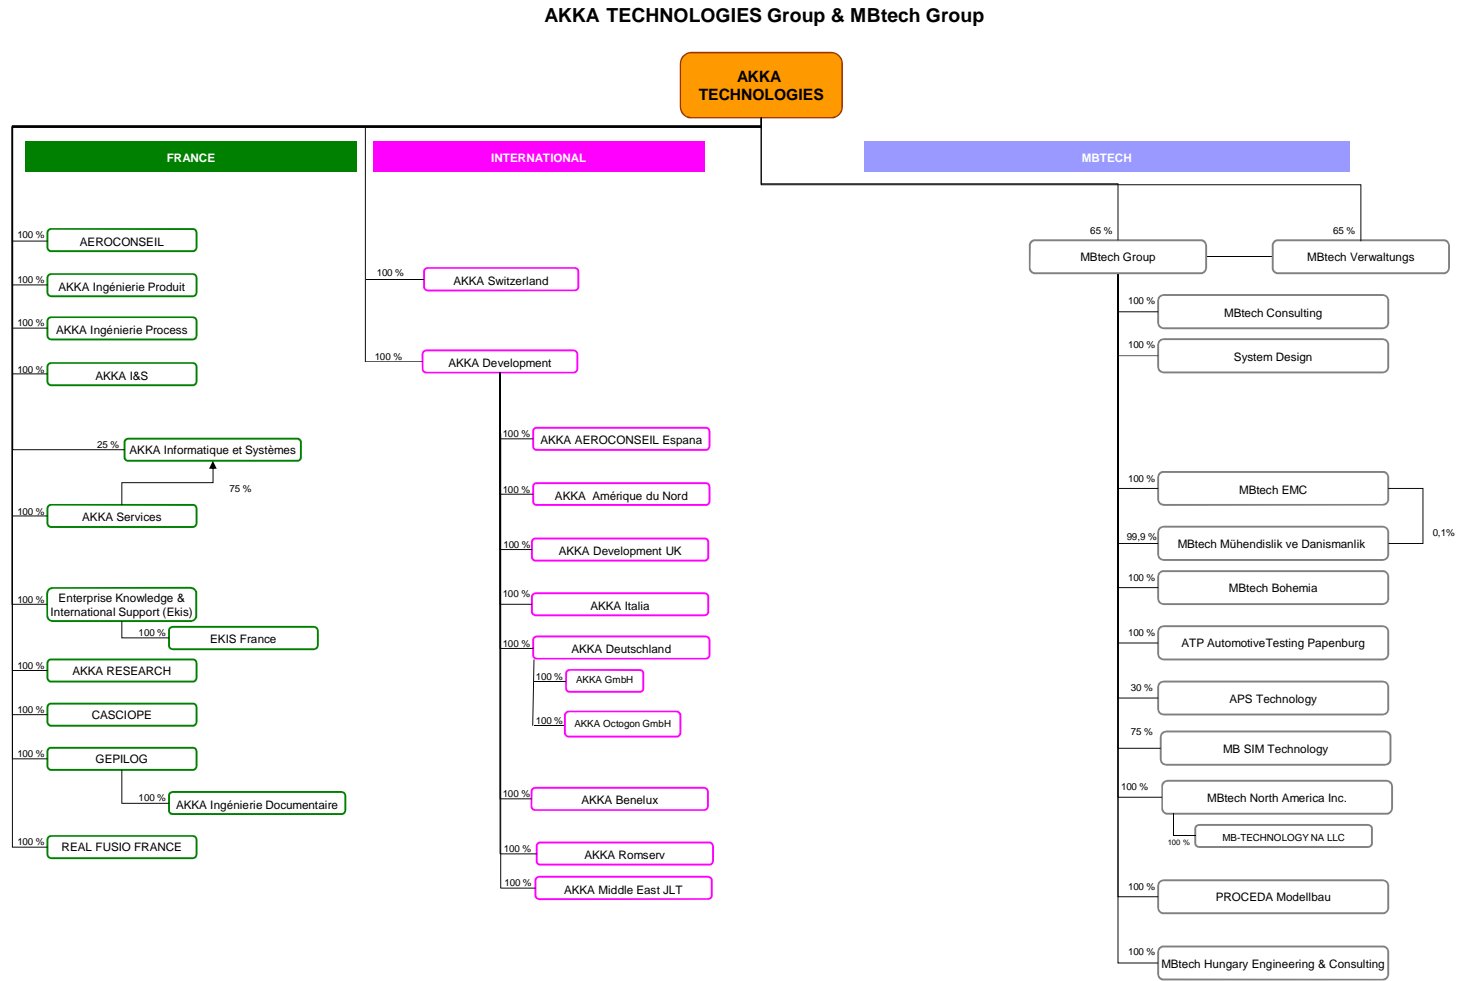 AKKA TECHNOLOGIES Group & MBtech Group
AKKA
TECHNOLOGIES
FRANCE
INTERNATIONAL
MBTECH
100 %
AEROCONSEIL
100 %
AKKA Ingénierie Produit
100 %
AKKA Ingénierie Process
100 %
AKKA I&S
25 %
AKKA Informatique et Systèmes
75 %
100 %
AKKA Services
100 %
Enterprise Knowledge &
International Support (Ekis)
100 %
EKIS France
100 %
AKKA RESEARCH
100 %
CASCIOPE
100 %
GEPILOG
100 %
AKKA Ingénierie Documentaire
100 %
REAL FUSIO FRANCE
100 %
AKKA Switzerland
100 %
AKKA Development
100 %
AKKA AEROCONSEIL Espana
100 %
AKKA Amérique du Nord
100 %
AKKA Development UK
100 %
AKKA Italia
100 %
AKKA Deutschland
100 %
AKKA GmbH
100 %
AKKA Octogon GmbH
100 %
AKKA Benelux
100 %
AKKA Romserv
100 %
AKKA Middle East JLT
65 %
MBtech Group
65 %
MBtech Verwaltungs
100 %
MBtech Consulting
100 %
System Design
100 %
MBtech EMC
0,1%
99,9 %
MBtech Mühendislik ve Danismanlik
100 %
MBtech Bohemia
100 %
ATP AutomotiveTesting Papenburg
30 %
APS Technology
75 %
MB SIM Technology
100 %
MBtech North America Inc.
100 %
MB-TECHNOLOGY NA LLC
100 %
PROCEDA Modellbau
100 %
MBtech Hungary Engineering & Consulting